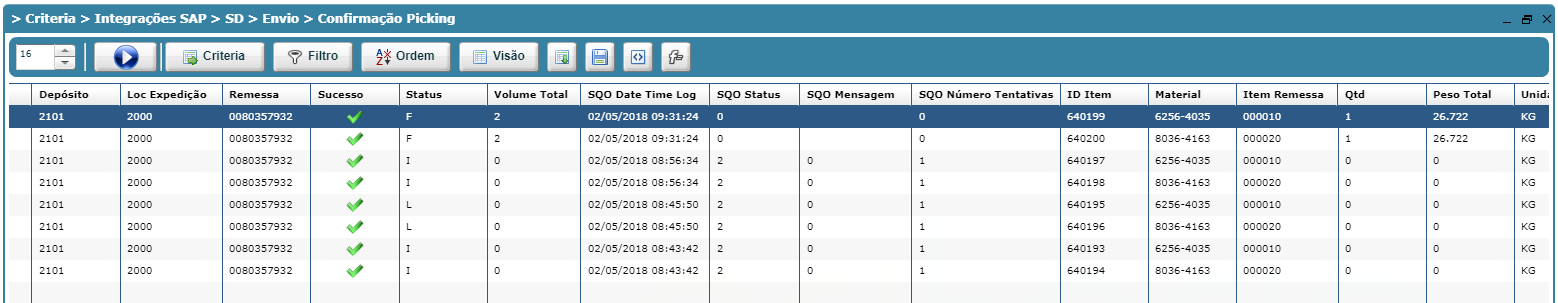 > Criteria > Integrações SAP > SD > Envio > Confirmação Picking
16 Criteria Filtro Ordem Visão
Depósito Loc Expedição Remessa Sucesso Status Volume Total SQO Date Time Log SQO Status SQO Mensagem SQO Número Tentativas ID Item Material Item Remessa Qtd Peso Total Unida
2101 2000 0080357932 F 2 02/05/2018 09:31:24 0 0 640199 6256-4035 000010 1 26.722 KG
2101 2000 0080357932 F 2 02/05/2018 09:31:24 0 0 640200 8036-4163 000020 1 26.722 KG
2101 2000 0080357932 I 0 02/05/2018 08:56:34 2 0 1 640197 6256-4035 000010 0 0 KG
2101 2000 0080357932 I 0 02/05/2018 08:56:34 2 0 1 640198 8036-4163 000020 0 0 KG
2101 2000 0080357932 L 0 02/05/2018 08:45:50 2 0 1 640195 6256-4035 000010 0 0 KG
2101 2000 0080357932 L 0 02/05/2018 08:45:50 2 0 1 640196 8036-4163 000020 0 0 KG
2101 2000 0080357932 I 0 02/05/2018 08:43:42 2 0 1 640193 6256-4035 000010 0 0 KG
2101 2000 0080357932 I 0 02/05/2018 08:43:42 2 0 1 640194 8036-4163 000020 0 0 KG